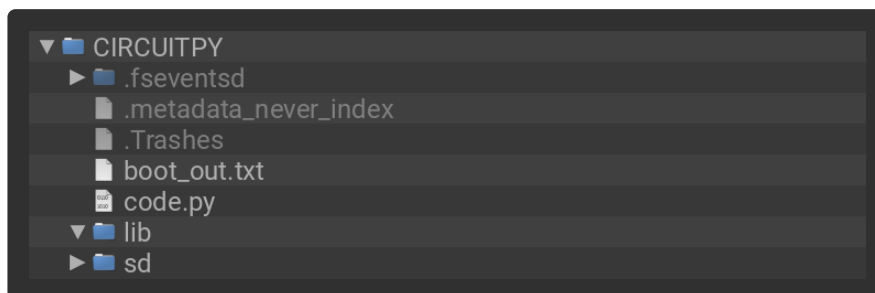 CIRCUITPY
.fseventsd
.metadata_never_index
.Trashes
boot_out.txt
code.py
lib
sd